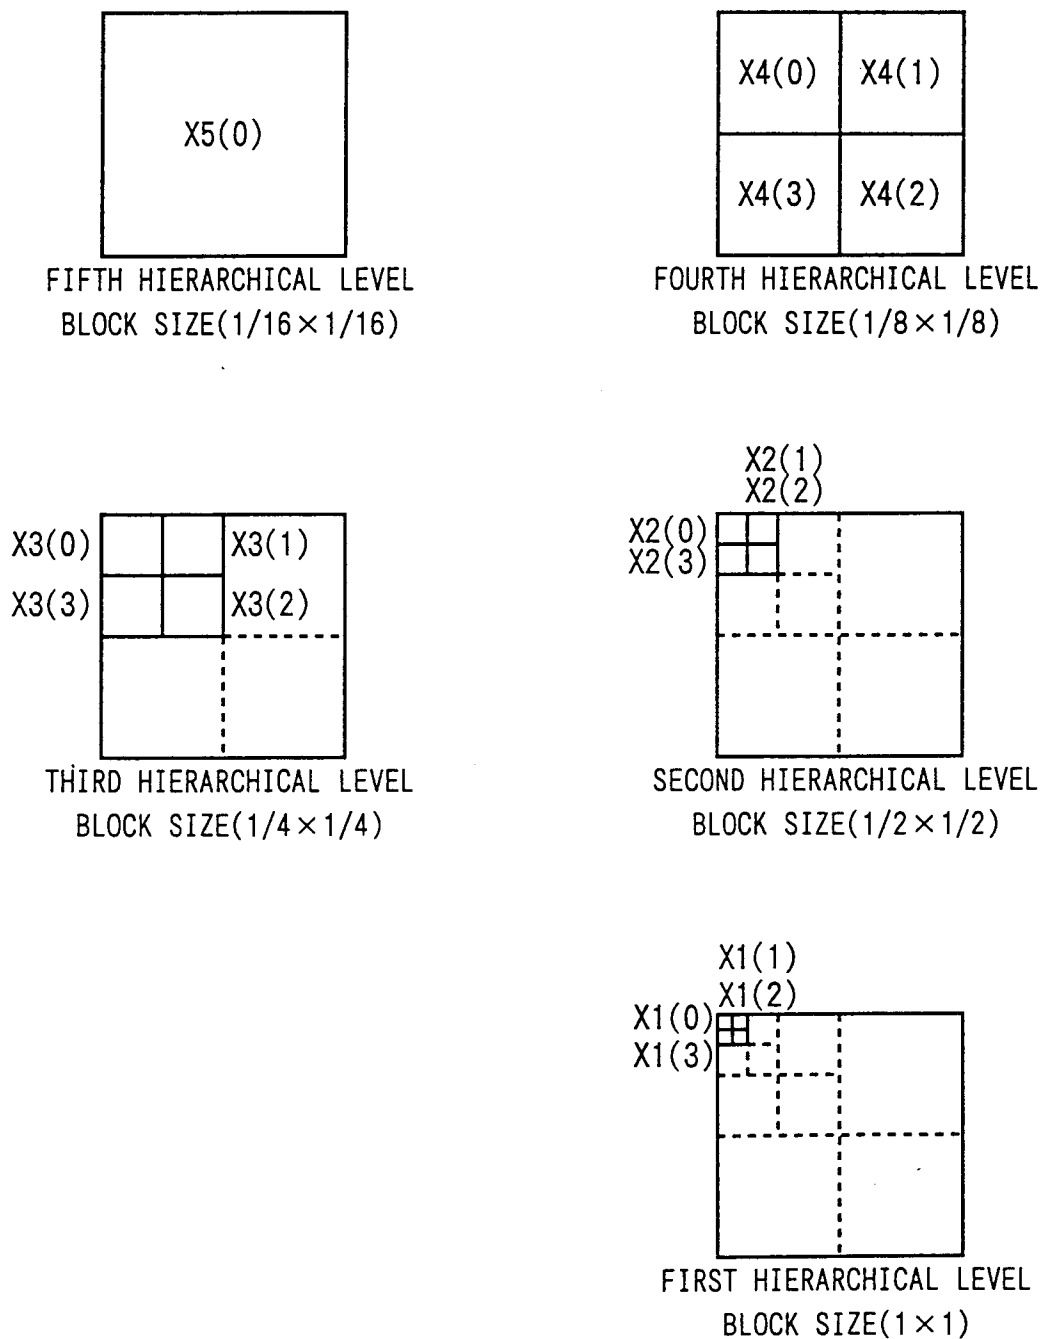 X5(0)
FIFTH HIERARCHICAL LEVEL
BLOCK SIZE(1/16×1/16)
X4(0) X4(1)
X4(3) X4(2)
FOURTH HIERARCHICAL LEVEL
BLOCK SIZE(1/8×1/8)
X3(0) X3(1)
X3(3) X3(2)
THIRD HIERARCHICAL LEVEL
BLOCK SIZE(1/4×1/4)
X2(1)
X2(2)
X2(0)
X2(3)
SECOND HIERARCHICAL LEVEL
BLOCK SIZE(1/2×1/2)
X1(1)
X1(2)
X1(0)
X1(3)
FIRST HIERARCHICAL LEVEL
BLOCK SIZE(1×1)